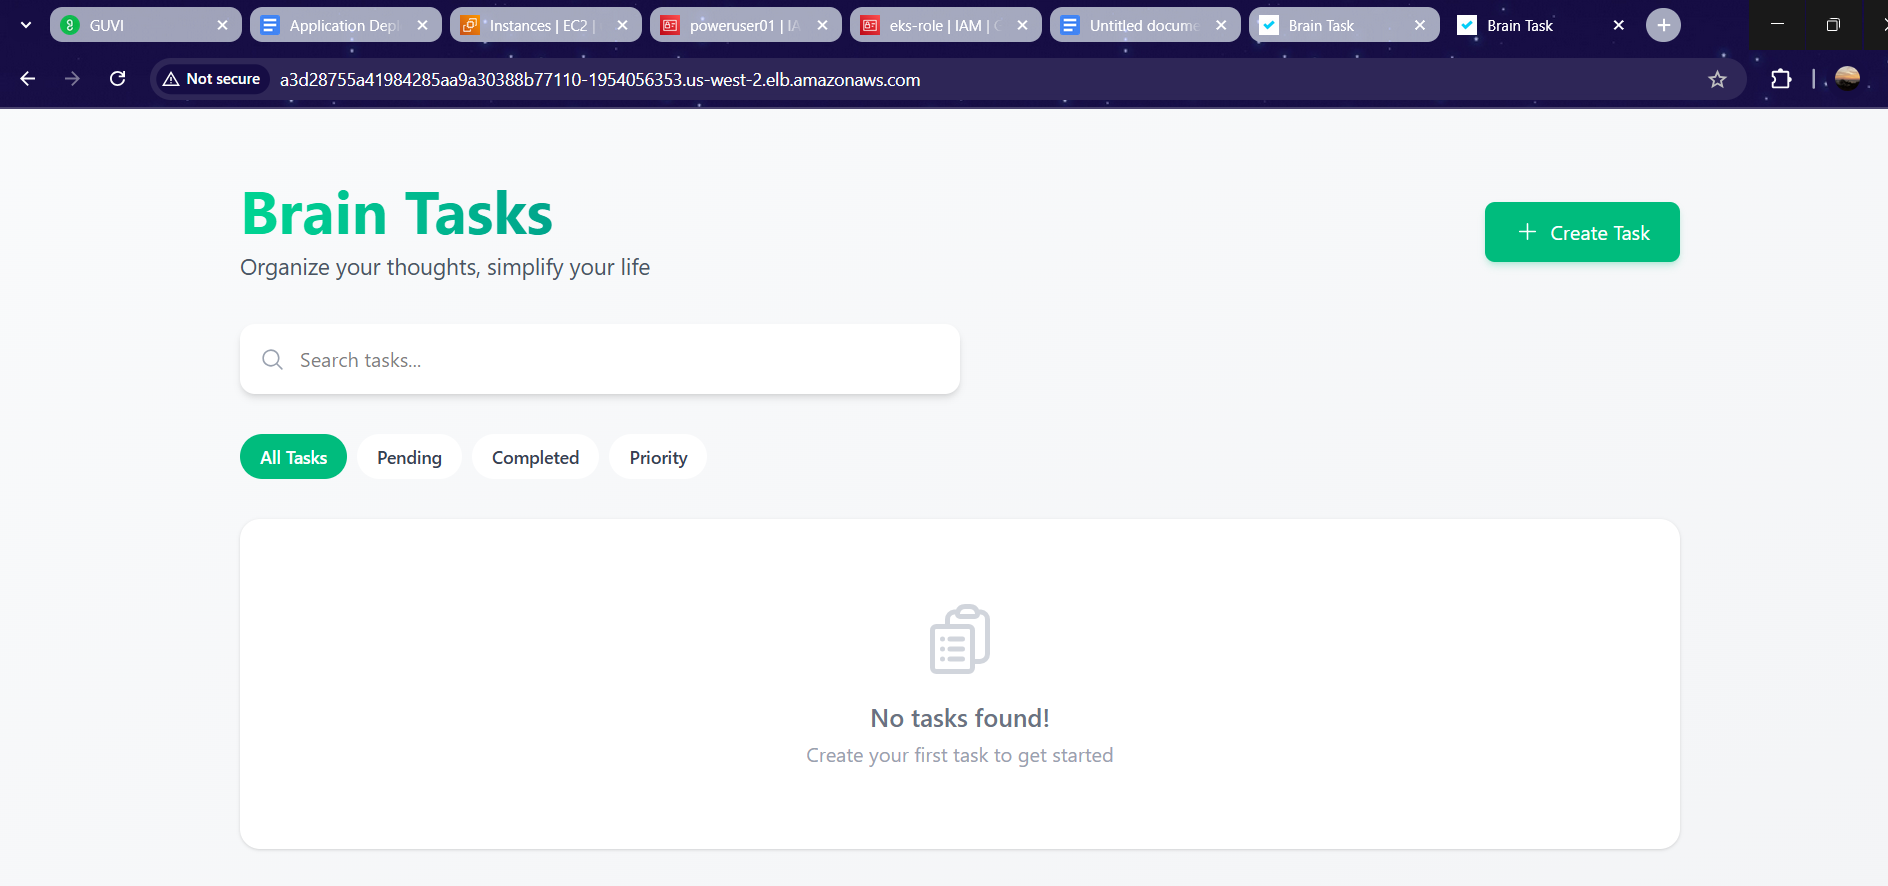 GUVI
Application Dep
Instances | EC2 |
poweruser01 | IA
eks-role | IAM |
Untitled docume
Brain Task
Brain Task
Not secure
a3d28755a41984285aa9a30388b77110-1954056353.us-west-2.elb.amazonaws.com
Brain Tasks
Create Task
Organize your thoughts, simplify your life
Search tasks...
All Tasks
Pending
Completed
Priority
No tasks found!
Create your first task to get started